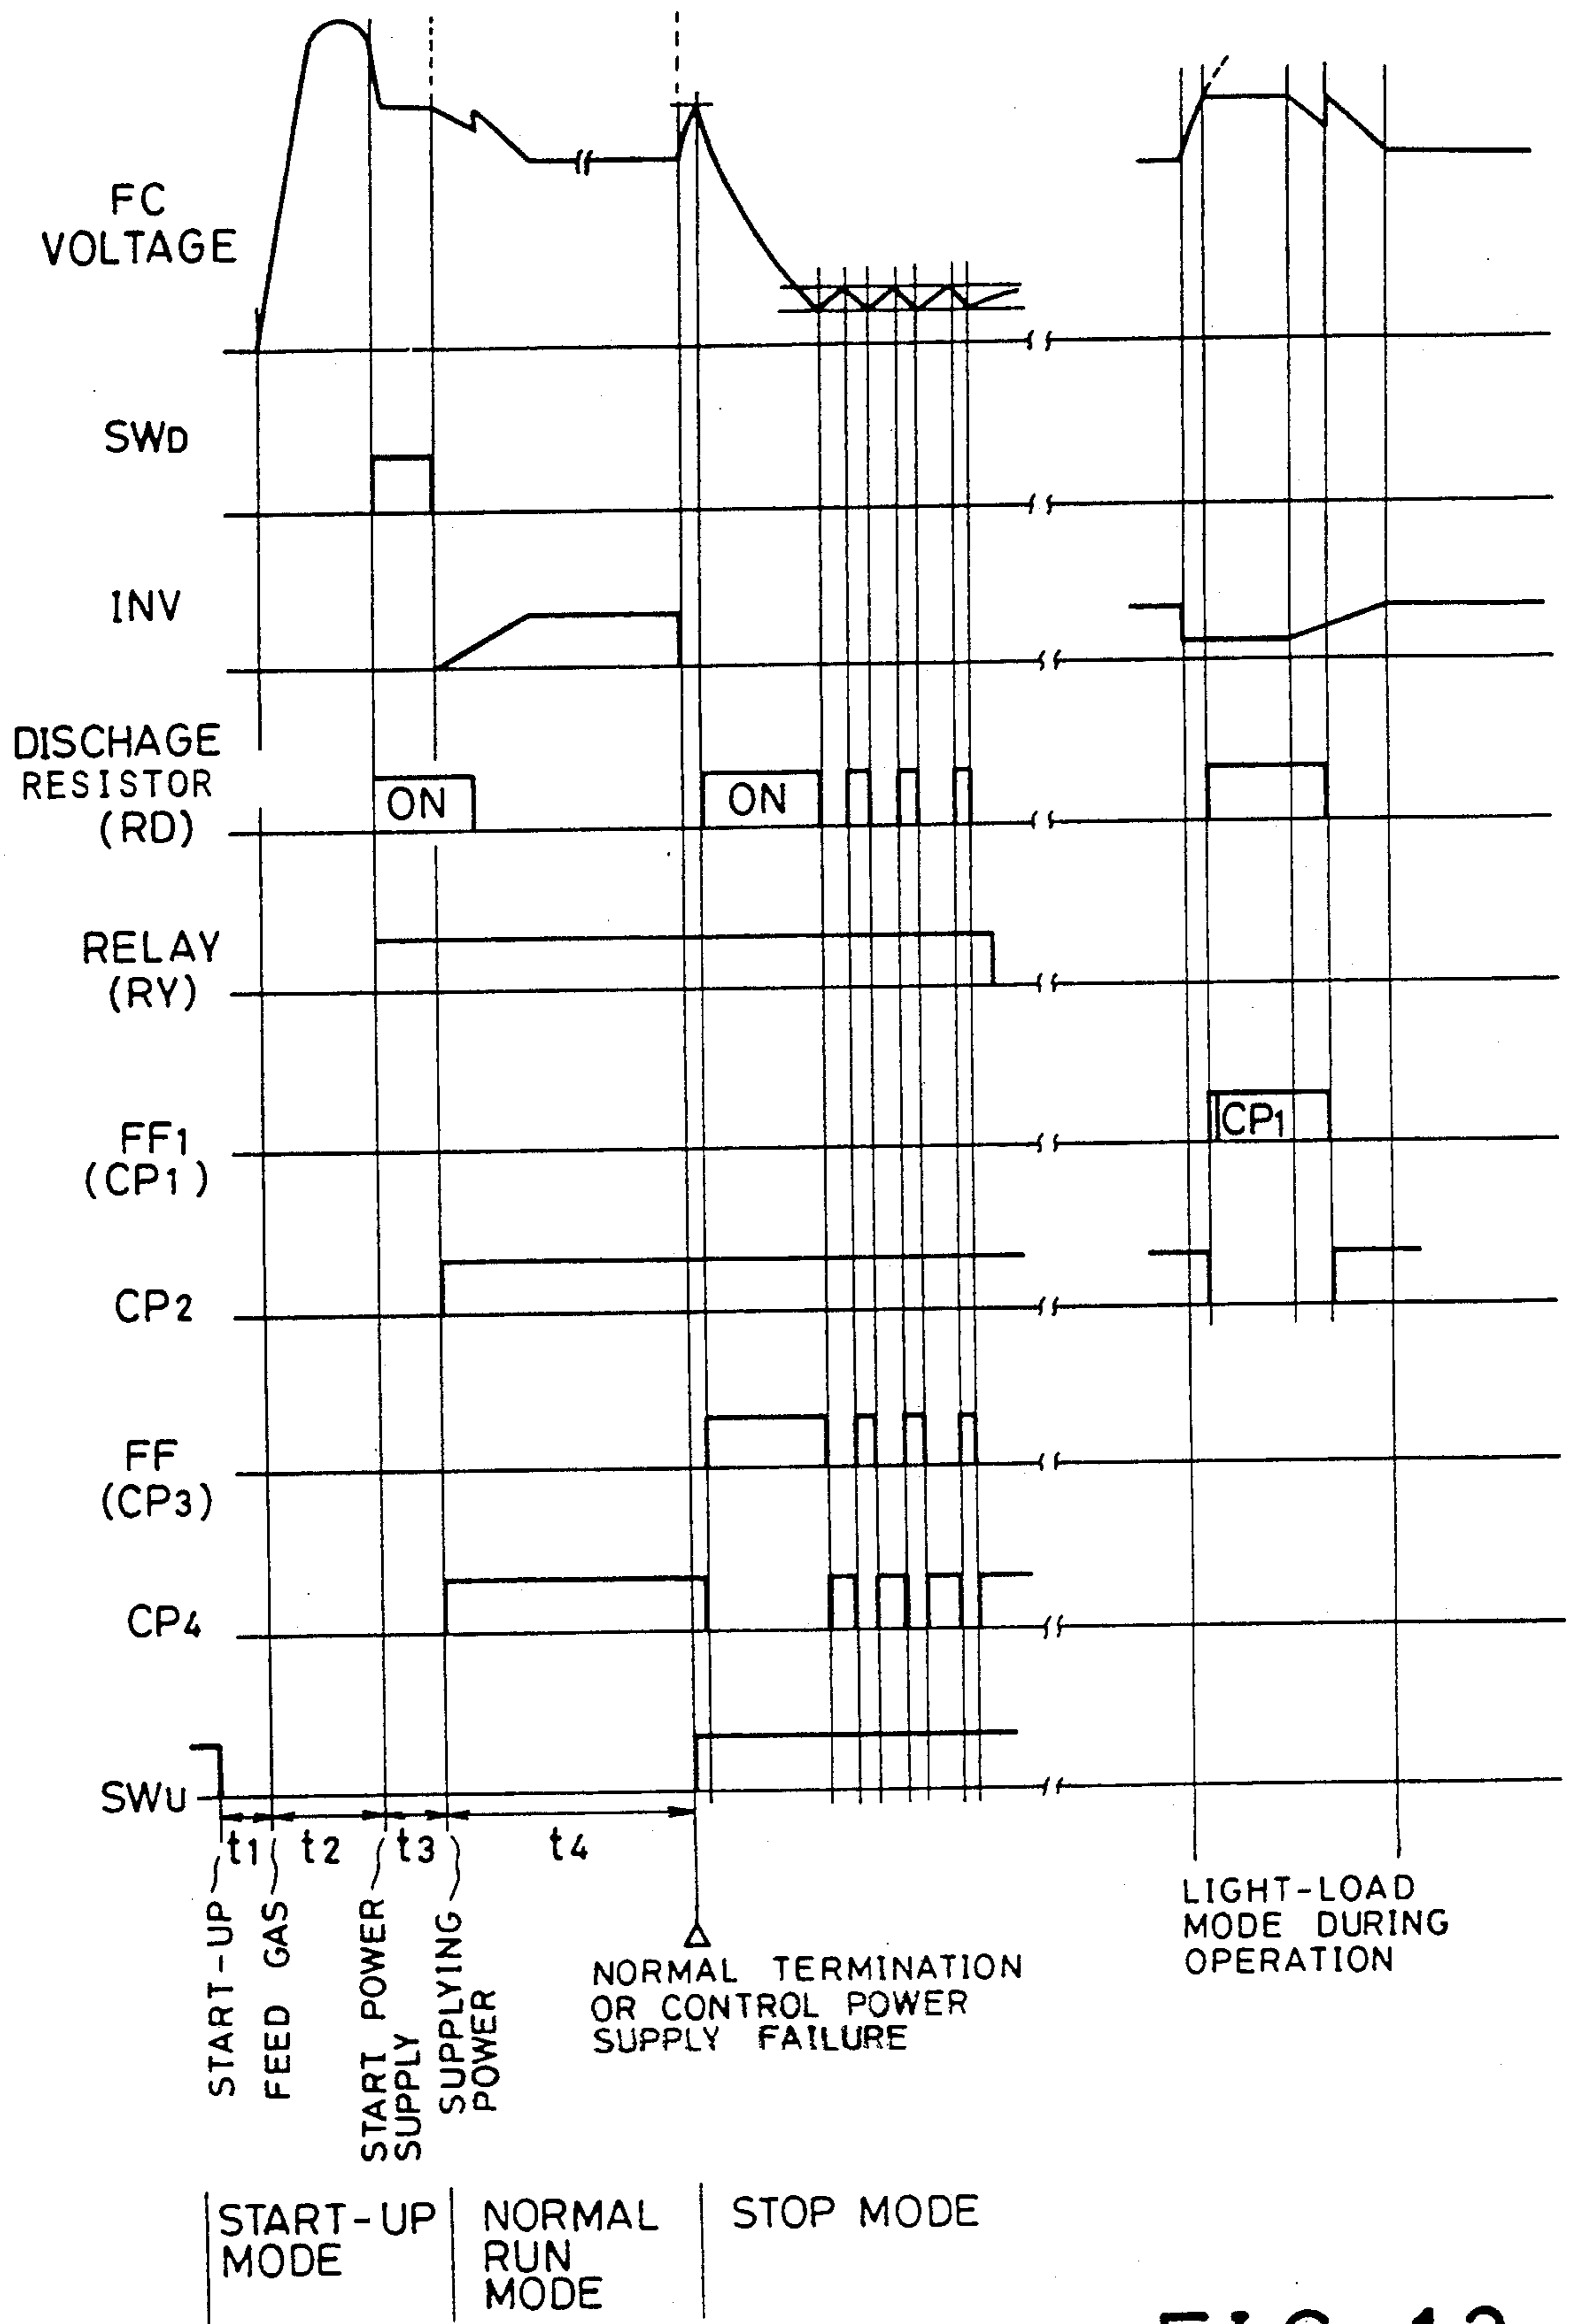 FC
VOLTAGE
SWD
INV
DISCHAGE
RESISTOR
(RD)
ON
ON
RELAY
(RY)
FF1
(CP1)
CP1
CP2
FF
(CP3)
CP4
SWU
t1
t2
t3
t4
START-UP
FEED GAS
START POWER
SUPPLY
SUPPLYING
POWER
NORMAL TERMINATION
OR CONTROL POWER
SUPPLY FAILURE
LIGHT-LOAD
MODE DURING
OPERATION
START-UP
MODE
NORMAL
RUN
MODE
STOP MODE